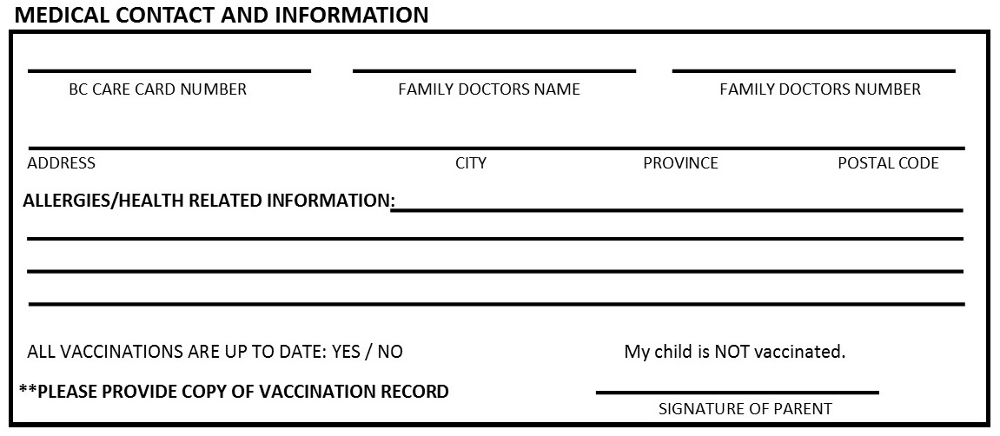 MEDICAL CONTACT AND INFORMATION
BC CARE CARD NUMBER FAMILY DOCTORS NAME FAMILY DOCTORS NUMBER
ADDRESS CITY PROVINCE POSTAL CODE
ALLERGIES/HEALTH RELATED INFORMATION:
ALL VACCINATIONS ARE UP TO DATE: YES / NO My child is NOT vaccinated.
**PLEASE PROVIDE COPY OF VACCINATION RECORD
SIGNATURE OF PARENT